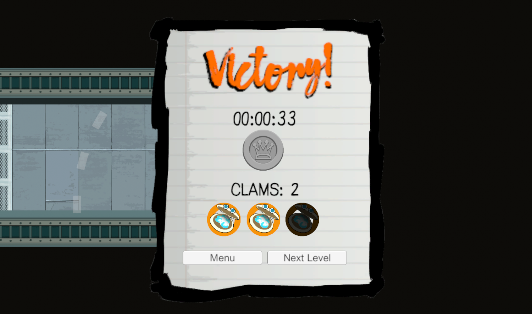 Victory!
00:00:33
CLAMS: 2
Menu
Next Level